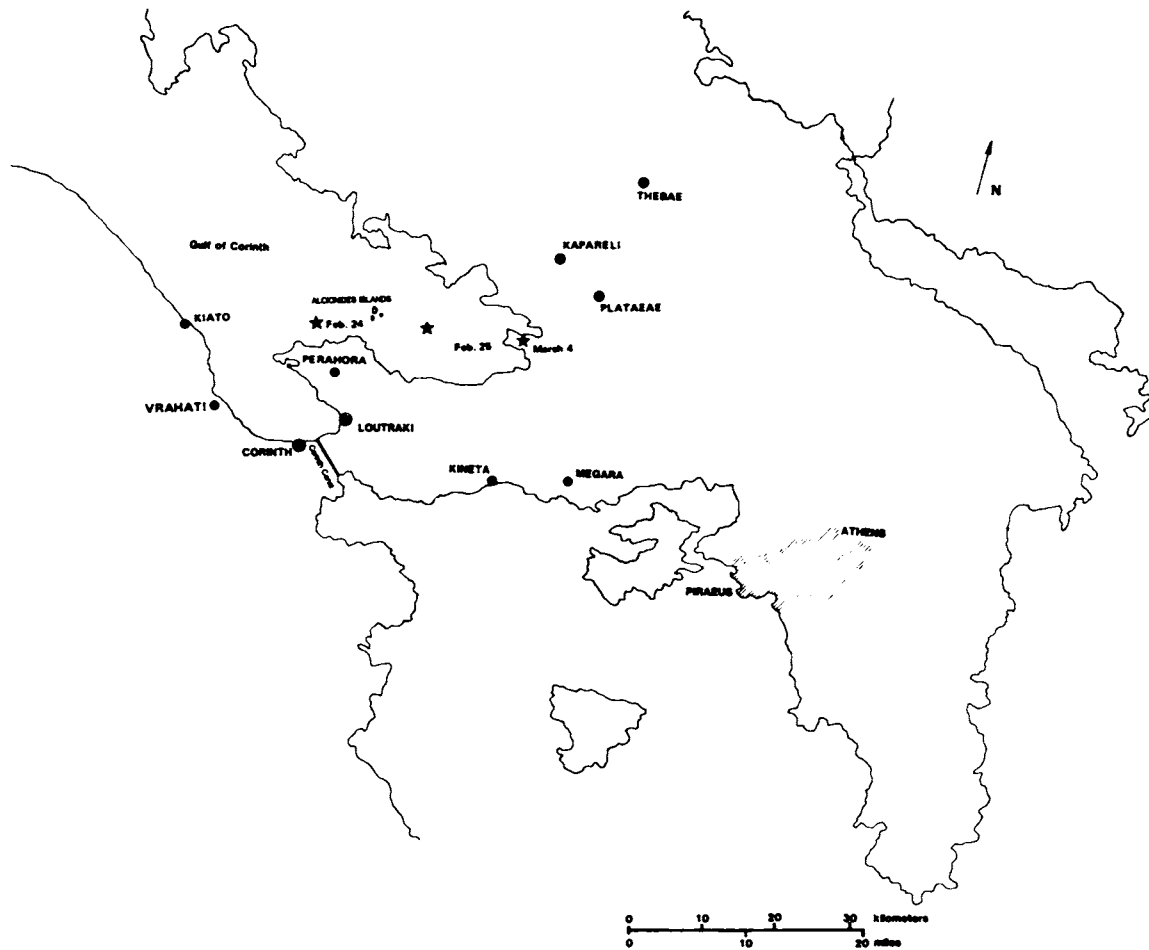 THEBAE
N
Gulf of Corinth
KAPARELI
ALCIONIDES ISLANDS
PLATAEAE
KIATO
Feb. 24
Feb. 25
March 4
PERAHORA
VRAHATI
LOUTRAKI
CORINTH
Corinth Canal
KINETA
MEGARA
ATHENS
PIRAEUS
0 10 20 30 kilometers
0 10 20 miles